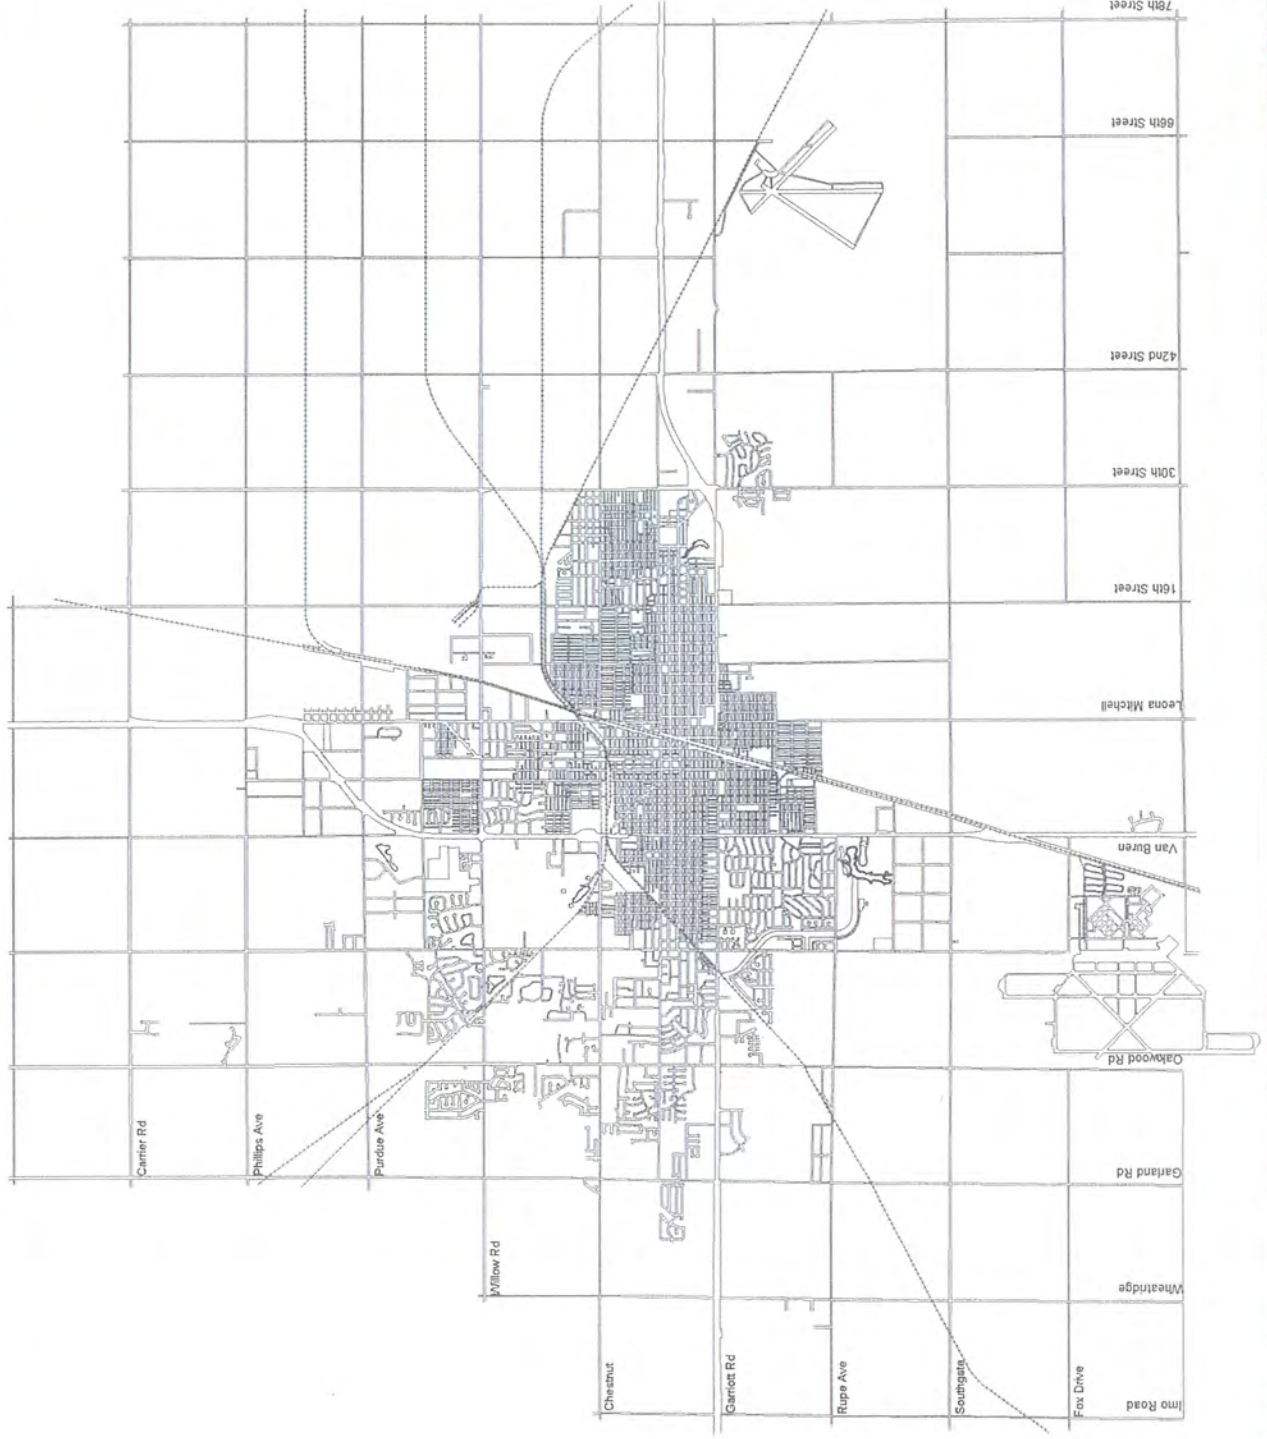 78th Street
66th Street
42nd Street
30th Street
16th Street
Leona Mitchell
Van Buren
Oakwood Rd
Garland Rd
Wheatridge
Imo Road
Carrier Rd
Phillips Ave
Purdue Ave
Willow Rd
Chestnut
Garriott Rd
Rupe Ave
Southgate
Fox Drive